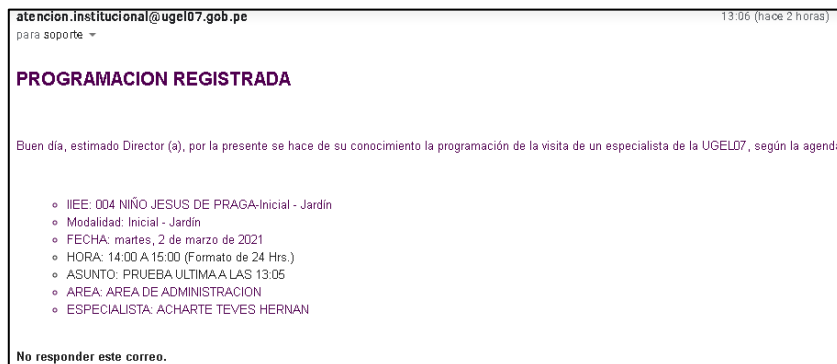 atencion.institucional@ugel07.gob.pe 13:06 (hace 2 horas)
para soporte
PROGRAMACION REGISTRADA
Buen día, estimado Director (a), por la presente se hace de su conocimiento la programación de la visita de un especialista de la UGEL07, según la agenda
IIEE: 004 NIÑO JESUS DE PRAGA-Inicial - Jardín
Modalidad: Inicial - Jardín
FECHA: martes, 2 de marzo de 2021
HORA: 14:00 A 15:00 (Formato de 24 Hrs.)
ASUNTO: PRUEBA ULTIMA A LAS 13:05
AREA: AREA DE ADMINISTRACION
ESPECIALISTA: ACHARTE TEVES HERNAN
No responder este correo.